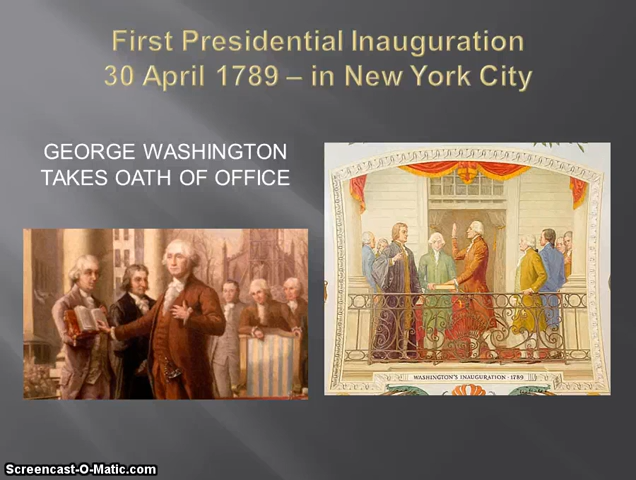 First Presidential Inauguration
30 April 1789 – in New York City
GEORGE WASHINGTON
TAKES OATH OF OFFICE
WASHINGTON'S INAUGURATION · 1789
Screencast-O-Matic.com